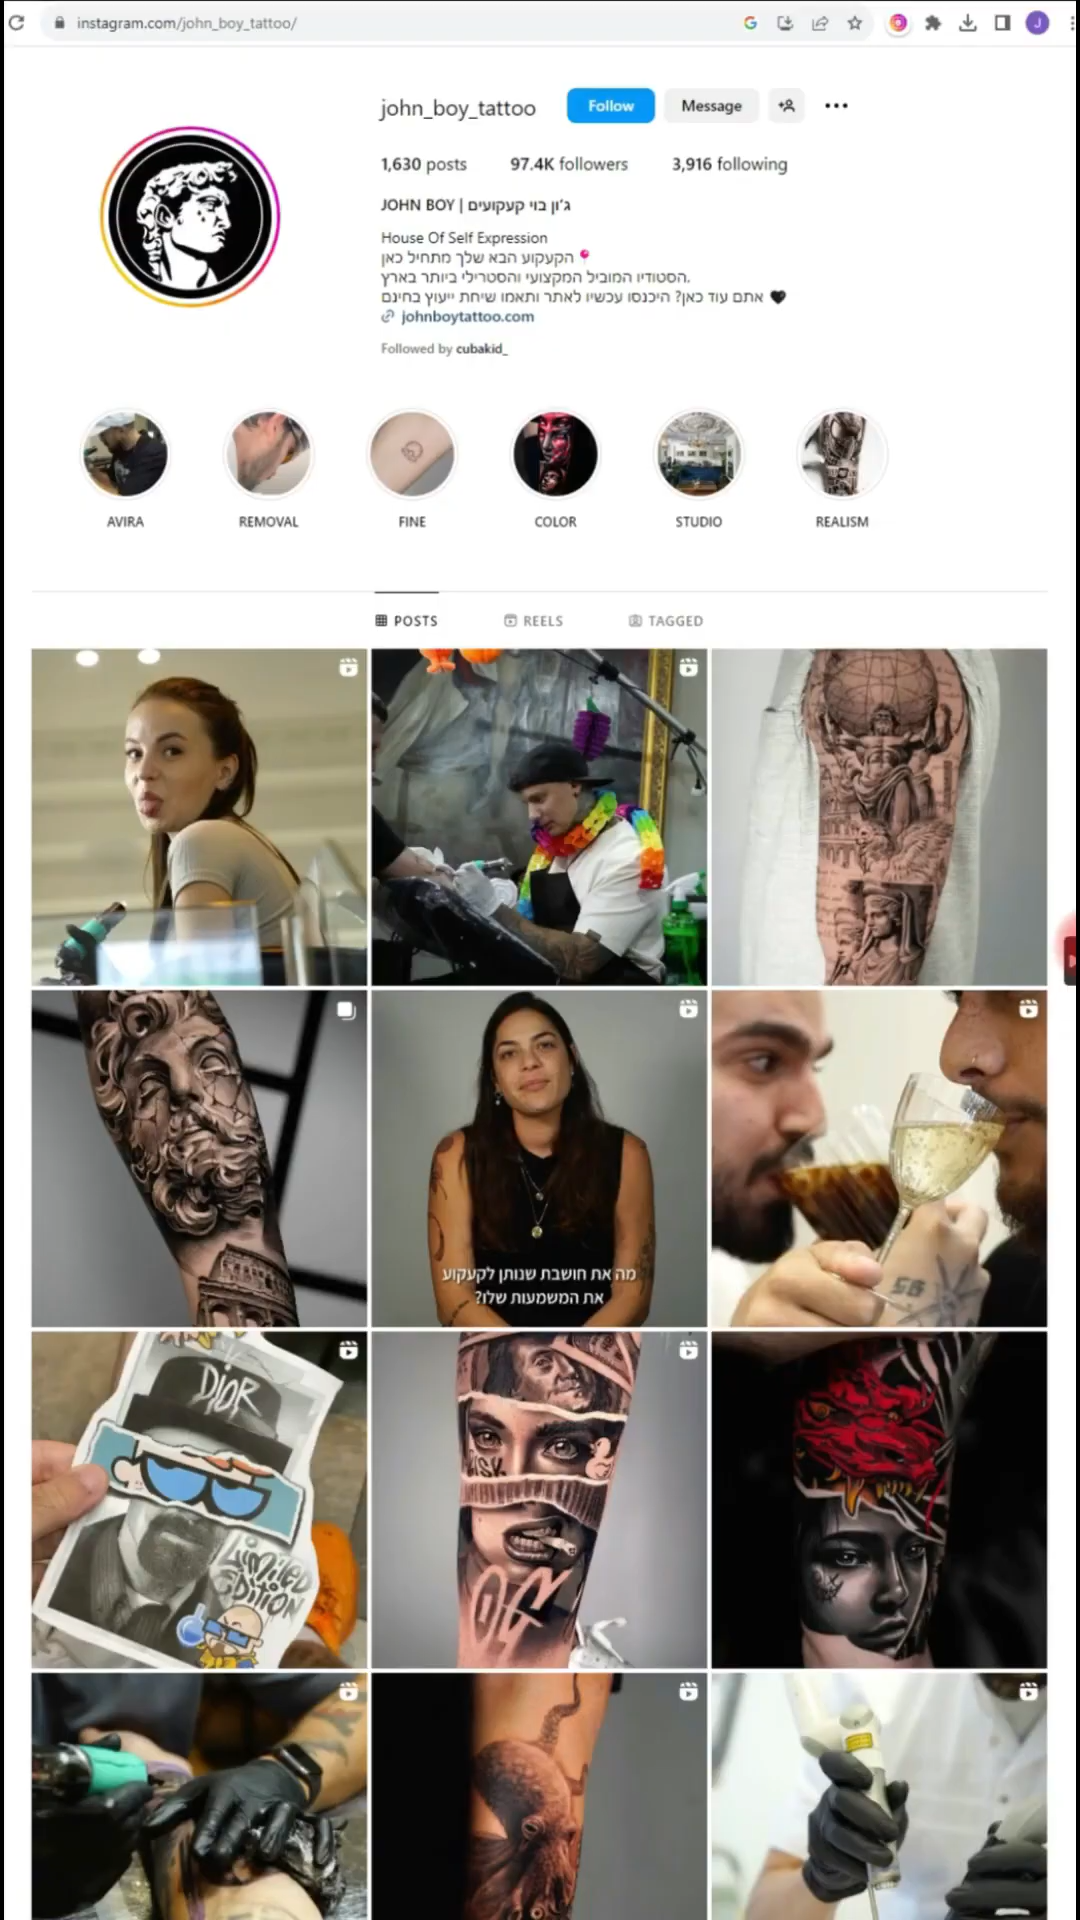 instagram.com/john_boy_tattoo/
J
john_boy_tattoo
Follow
Message
1,630 posts
97.4K followers
3,916 following
JOHN BOY | ג'ון בוי קעקועים
House Of Self Expression
הקעקוע הבא שלך מתחיל כאן
הסטודיו המוביל המקצועי והסטרילי ביותר בארץ.
אתם עוד כאן? היכנסו עכשיו לאתר ותאמו שיחת ייעוץ בחינם
johnboytattoo.com
Followed by cubakid_
AVIRA
REMOVAL
FINE
COLOR
STUDIO
REALISM
POSTS
REELS
TAGGED
מה את חושבת שנותן לקעקוע
את המשמעות שלו?
DIOR
LIMITED
EDITION